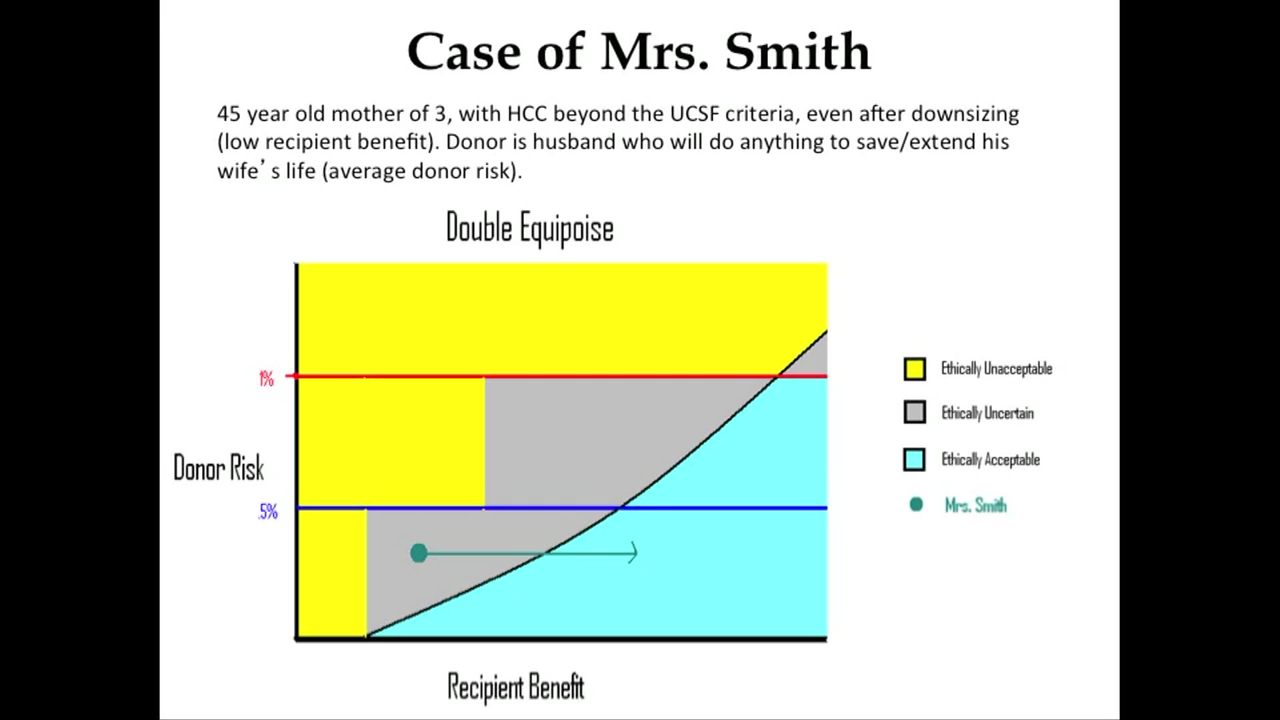 Case of Mrs. Smith
45 year old mother of 3, with HCC beyond the UCSF criteria, even after downsizing
(low recipient benefit). Donor is husband who will do anything to save/extend his
wife’s life (average donor risk).
Double Equipoise
1%
Donor Risk
.5%
Recipient Benefit
Ethically Unacceptable
Ethically Uncertain
Ethically Acceptable
Mrs. Smith